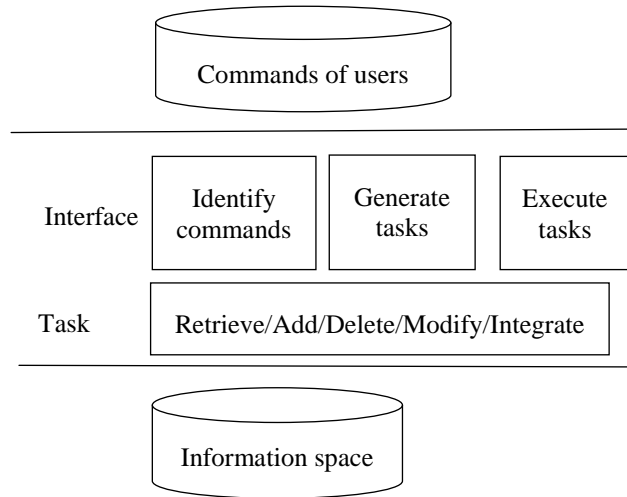 Commands of users
Interface
Identify
commands
Generate
tasks
Execute
tasks
Task
Retrieve/Add/Delete/Modify/Integrate
Information space